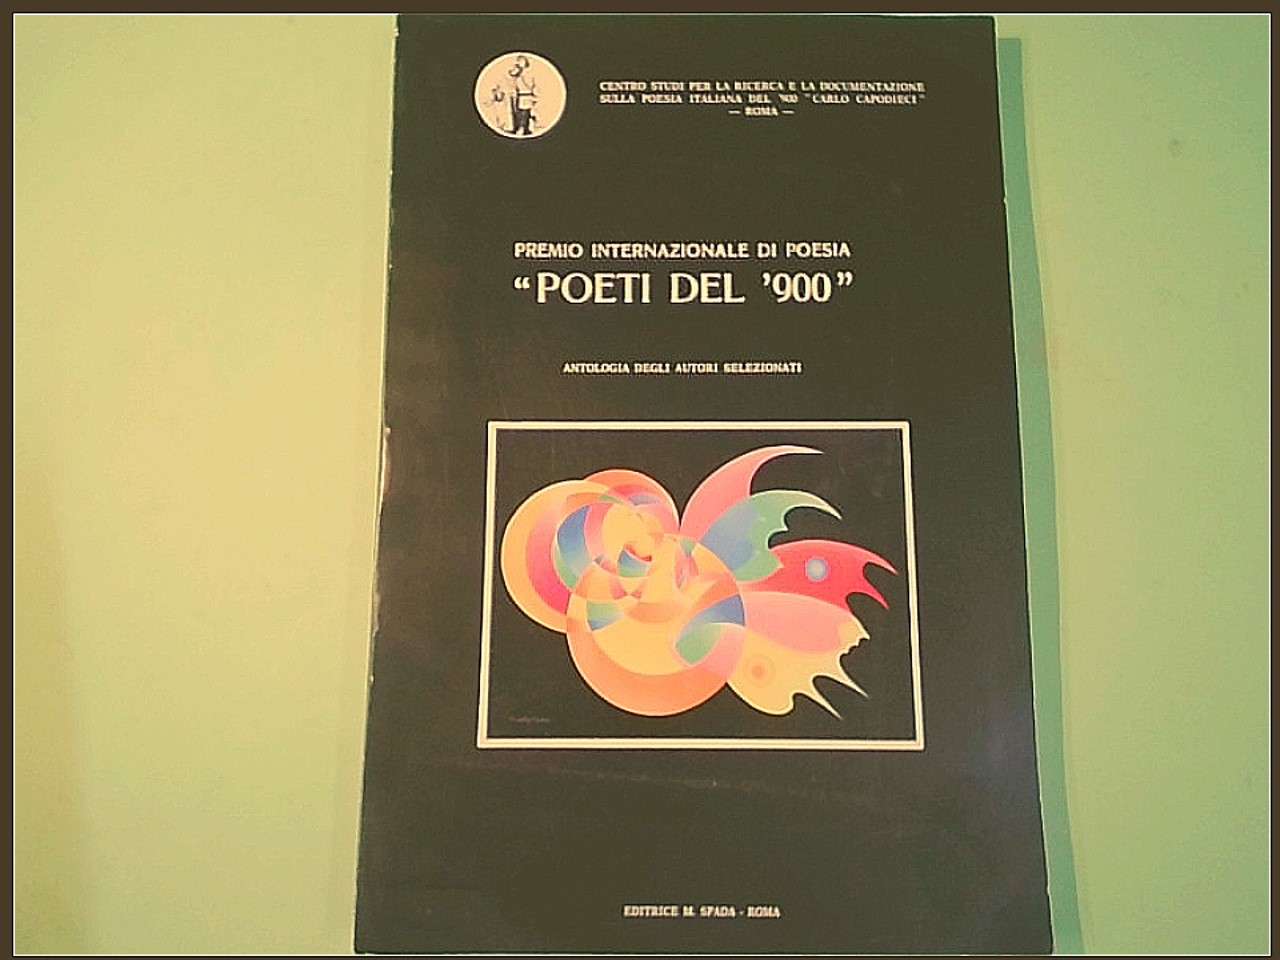 CENTRO STUDI PER LA RICERCA E LA DOCUMENTAZIONE
SULLA POESIA ITALIANA DEL '900 "CARLO CAPODIECI"
— ROMA —
PREMIO INTERNAZIONALE DI POESIA
“POETI DEL ’900”
ANTOLOGIA DEGLI AUTORI SELEZIONATI
EDITRICE M. SPADA - ROMA